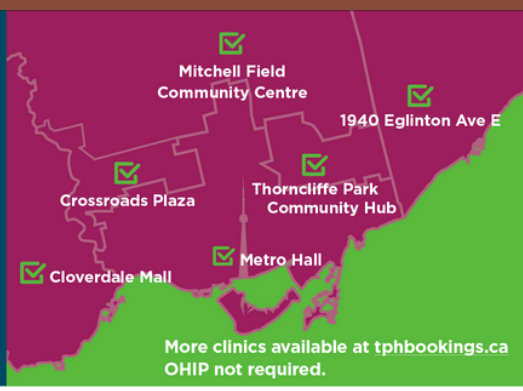 Mitchell Field
Community Centre
1940 Eglinton Ave E
Crossroads Plaza
Thorncliffe Park
Community Hub
Metro Hall
Cloverdale Mall
More clinics available at tphbookings.ca
OHIP not required.